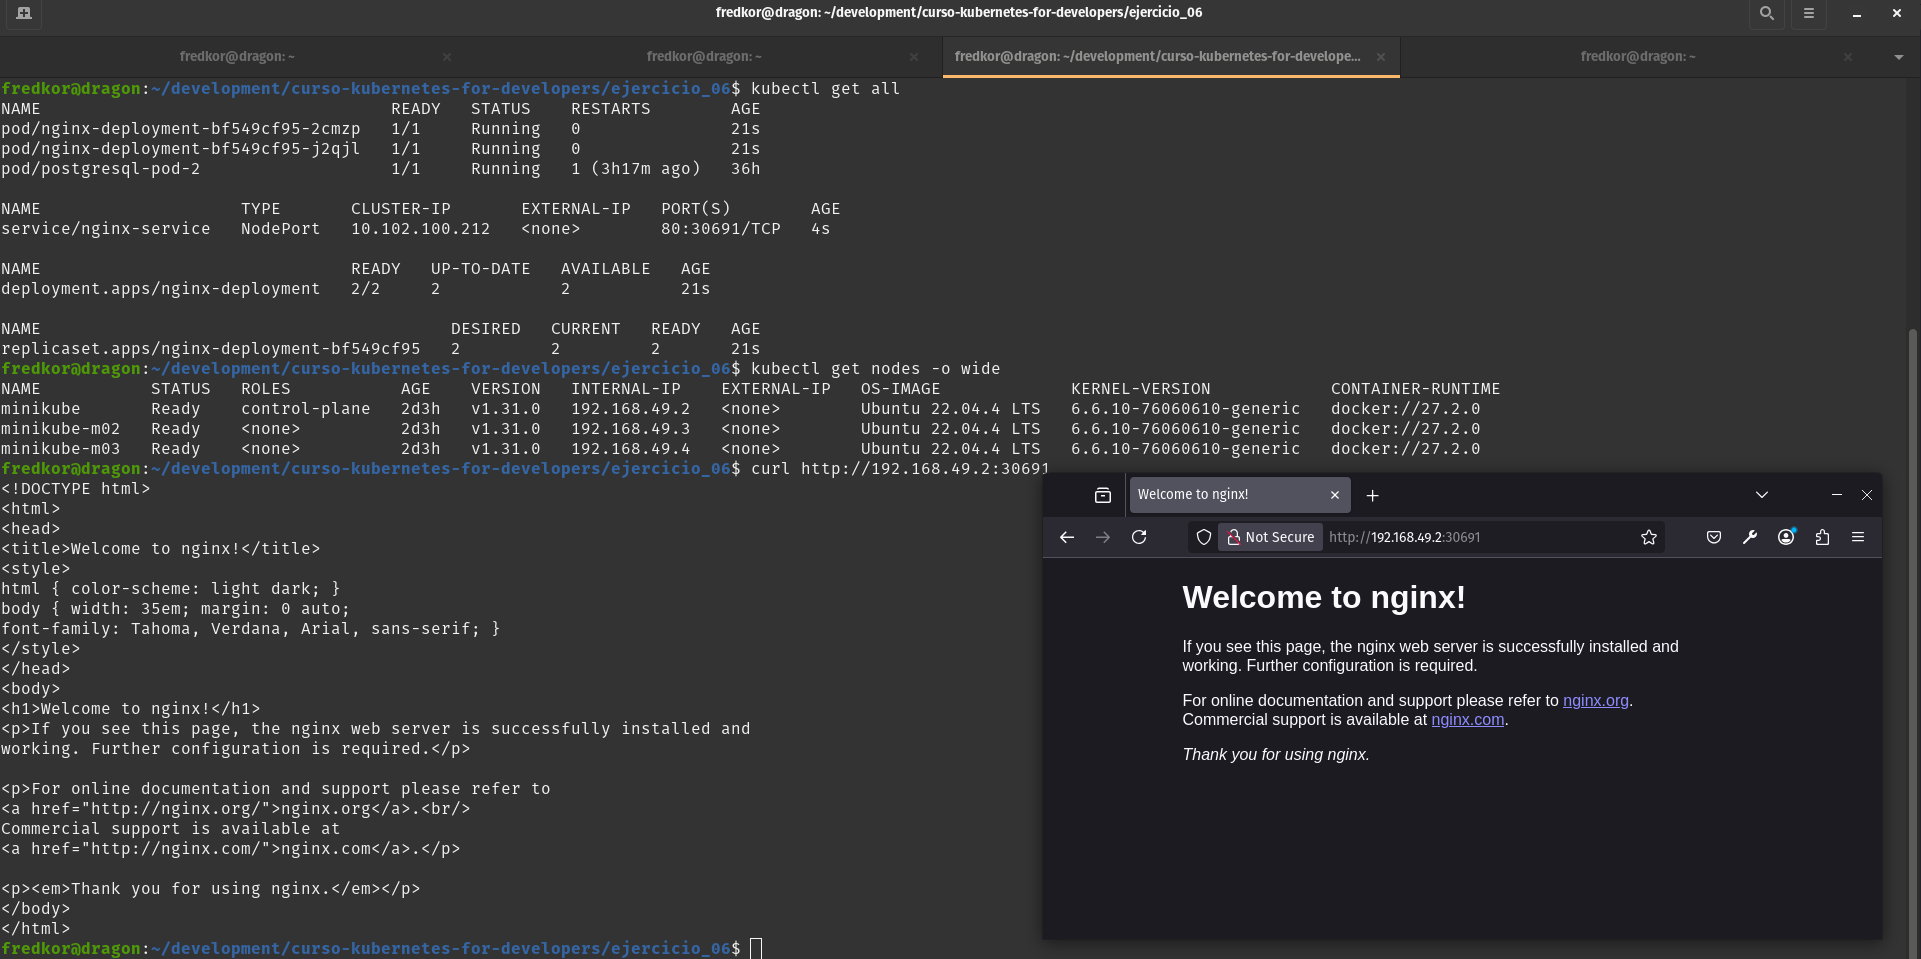 fredkor@dragon: ~/development/curso-kubernetes-for-developers/ejercicio_06
fredkor@dragon: ~
fredkor@dragon: ~
fredkor@dragon: ~/development/curso-kubernetes-for-develope...
fredkor@dragon: ~
fredkor@dragon:~/development/curso-kubernetes-for-developers/ejercicio_06$ kubectl get all
NAME READY STATUS RESTARTS AGE
pod/nginx-deployment-bf549cf95-2cmzp 1/1 Running 0 21s
pod/nginx-deployment-bf549cf95-j2qjl 1/1 Running 0 21s
pod/postgresql-pod-2 1/1 Running 1 (3h17m ago) 36h
NAME TYPE CLUSTER-IP EXTERNAL-IP PORT(S) AGE
service/nginx-service NodePort 10.102.100.212 <none> 80:30691/TCP 4s
NAME READY UP-TO-DATE AVAILABLE AGE
deployment.apps/nginx-deployment 2/2 2 2 21s
NAME DESIRED CURRENT READY AGE
replicaset.apps/nginx-deployment-bf549cf95 2 2 2 21s
fredkor@dragon:~/development/curso-kubernetes-for-developers/ejercicio_06$ kubectl get nodes -o wide
NAME STATUS ROLES AGE VERSION INTERNAL-IP EXTERNAL-IP OS-IMAGE KERNEL-VERSION CONTAINER-RUNTIME
minikube Ready control-plane 2d3h v1.31.0 192.168.49.2 <none> Ubuntu 22.04.4 LTS 6.6.10-76060610-generic docker://27.2.0
minikube-m02 Ready <none> 2d3h v1.31.0 192.168.49.3 <none> Ubuntu 22.04.4 LTS 6.6.10-76060610-generic docker://27.2.0
minikube-m03 Ready <none> 2d3h v1.31.0 192.168.49.4 <none> Ubuntu 22.04.4 LTS 6.6.10-76060610-generic docker://27.2.0
fredkor@dragon:~/development/curso-kubernetes-for-developers/ejercicio_06$ curl http://192.168.49.2:30691
<!DOCTYPE html>
<html>
<head>
<title>Welcome to nginx!</title>
<style>
html { color-scheme: light dark; }
body { width: 35em; margin: 0 auto;
font-family: Tahoma, Verdana, Arial, sans-serif; }
</style>
</head>
<body>
<h1>Welcome to nginx!</h1>
<p>If you see this page, the nginx web server is successfully installed and
working. Further configuration is required.</p>
<p>For online documentation and support please refer to
<a href="http://nginx.org/">nginx.org</a>.<br/>
Commercial support is available at
<a href="http://nginx.com/">nginx.com</a>.</p>
<p><em>Thank you for using nginx.</em></p>
</body>
</html>
fredkor@dragon:~/development/curso-kubernetes-for-developers/ejercicio_06$
Welcome to nginx!
Not Secure http://192.168.49.2:30691
Welcome to nginx!
If you see this page, the nginx web server is successfully installed and
working. Further configuration is required.
For online documentation and support please refer to nginx.org.
Commercial support is available at nginx.com.
Thank you for using nginx.